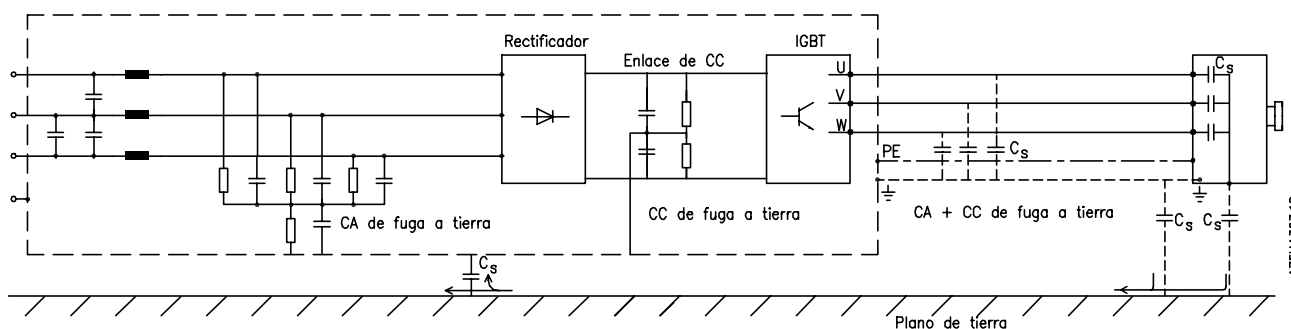 Rectificador
IGBT
Enlace de CC
U
V
W
Cs
PE
Cs
CA de fuga a tierra
CC de fuga a tierra
CA + CC de fuga a tierra
Cs
Cs
Cs
Plano de tierra